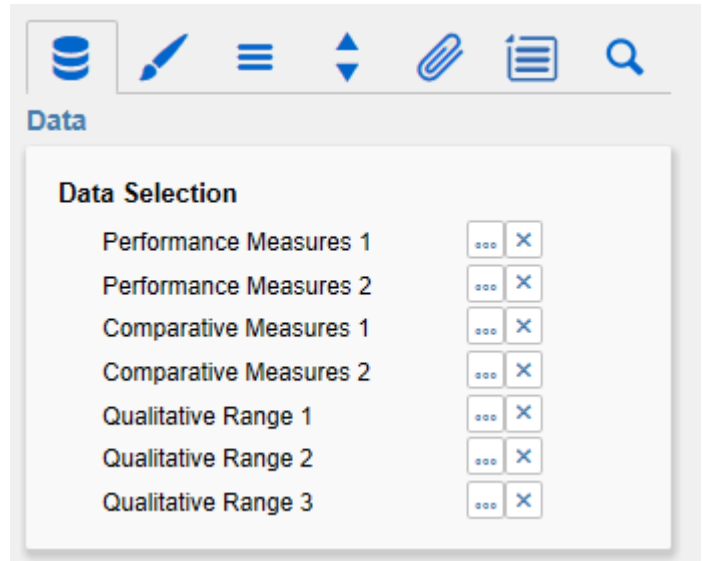 Data
Data Selection
Performance Measures 1
Performance Measures 2
Comparative Measures 1
Comparative Measures 2
Qualitative Range 1
Qualitative Range 2
Qualitative Range 3